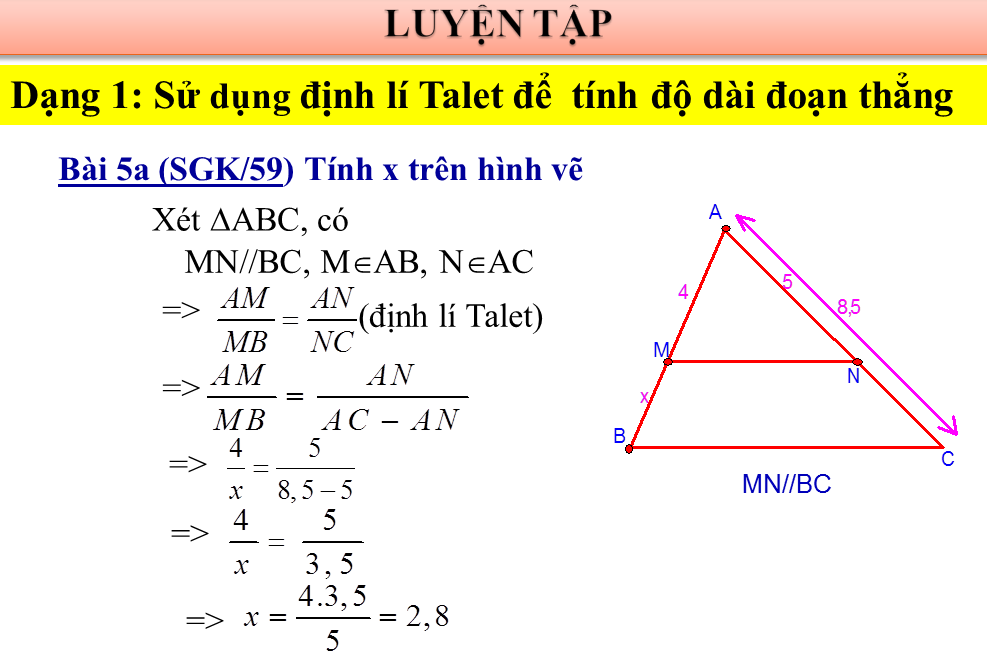 LUYỆN TẬP
Dạng 1: Sử dụng định lí Talet để tính độ dài đoạn thẳng
Bài 5a (SGK/59) Tính x trên hình vẽ
Xét ∆ABC, có
MN//BC, M∈AB, N∈AC
=> AM/MB = AN/NC (định lí Talet)
=> AM/MB = AN/(AC − AN)
=> 4/x = 5/(8,5−5)
=> 4/x = 5/3,5
=> x = 4.3,5/5 = 2,8
A
4
5
8,5
M
N
x
B
C
MN//BC